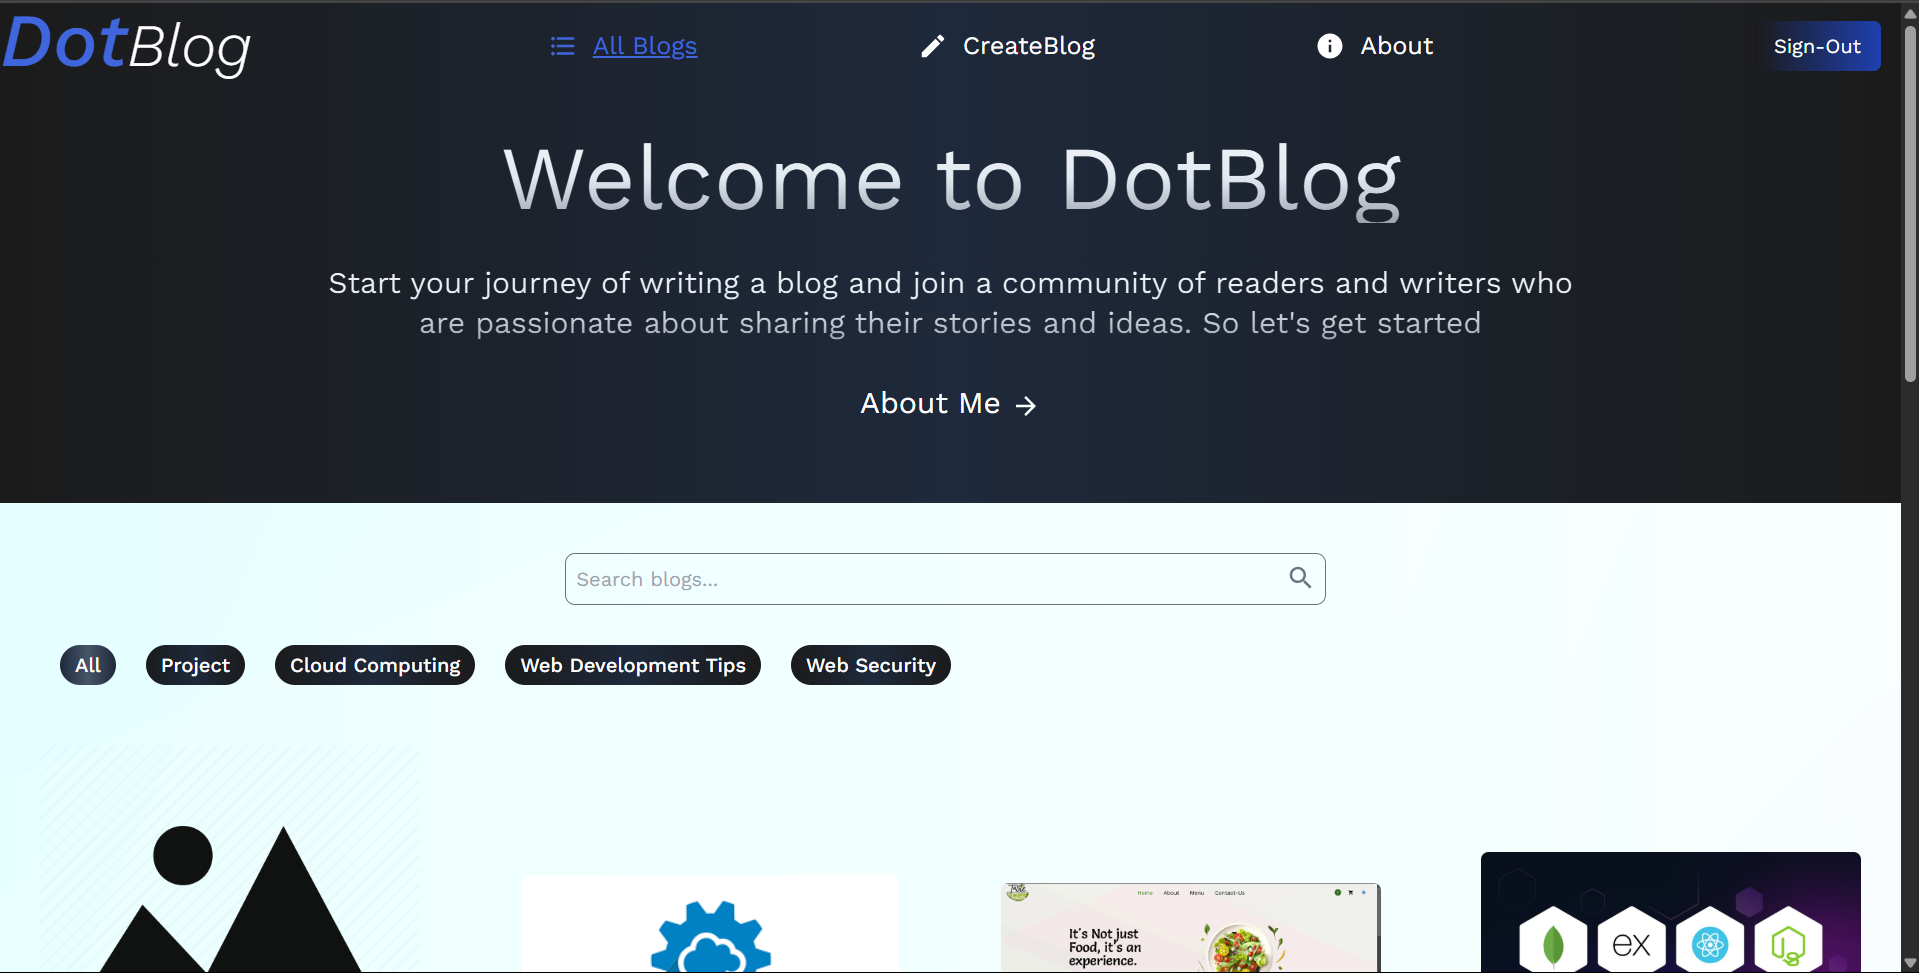 DotBlog
All Blogs
CreateBlog
About
Sign-Out
Welcome to DotBlog
Start your journey of writing a blog and join a community of readers and writers who
are passionate about sharing their stories and ideas. So let's get started
About Me →
Search blogs...
All
Project
Cloud Computing
Web Development Tips
Web Security
Home
About
Menu
Contact-Us
It's Not just
Food, it's an
experience.
ex